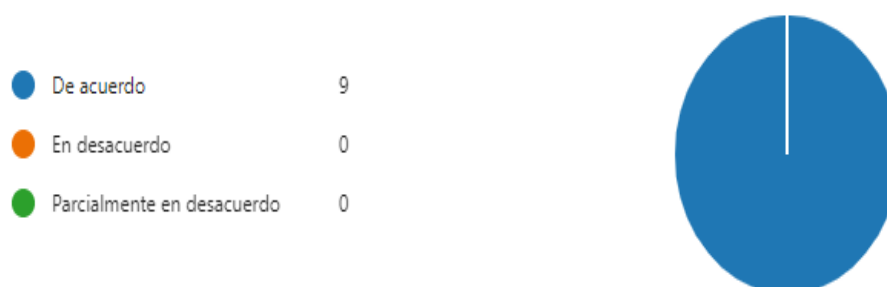 De acuerdo 9
En desacuerdo 0
Parcialmente en desacuerdo 0